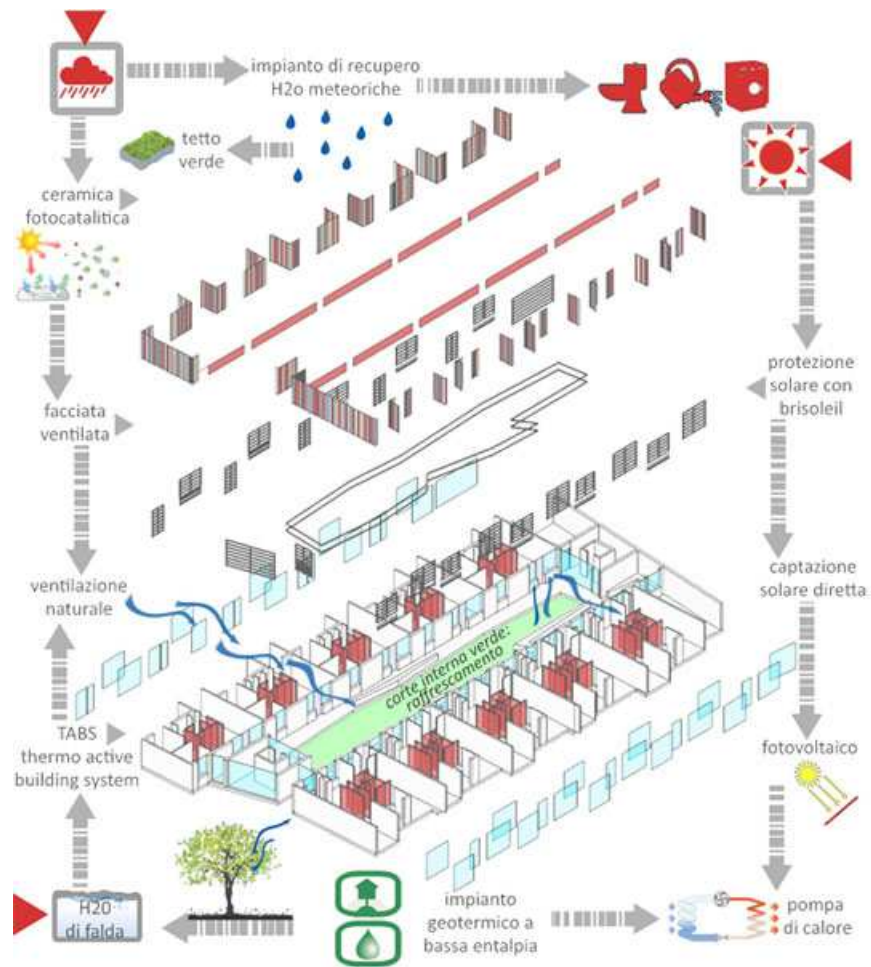 impianto di recupero
H2o meteoriche
tetto
verde
ceramica
fotocatalitica
facciata
ventilata
protezione
solare con
brisoleil
ventilazione
naturale
captazione
solare diretta
corte interna verde:
raffrescamento
TABS
thermo active
building system
fotovoltaico
H20
di falda
impianto
geotermico a
bassa entalpia
pompa
di calore